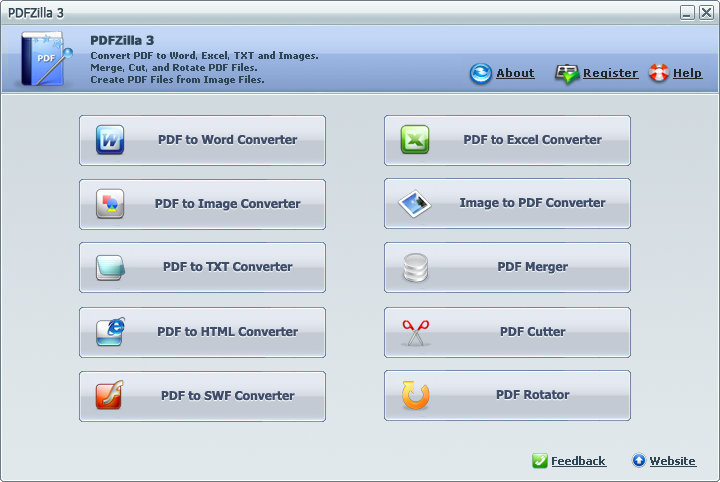 PDFZilla 3
PDF
PDFZilla 3
Convert PDF to Word, Excel, TXT and Images.
Merge, Cut, and Rotate PDF Files.
Create PDF Files from Image Files.
About Register Help
W PDF to Word Converter
X PDF to Excel Converter
PDF to Image Converter
Image to PDF Converter
PDF to TXT Converter
PDF Merger
PDF to HTML Converter
PDF Cutter
PDF to SWF Converter
PDF Rotator
Feedback Website